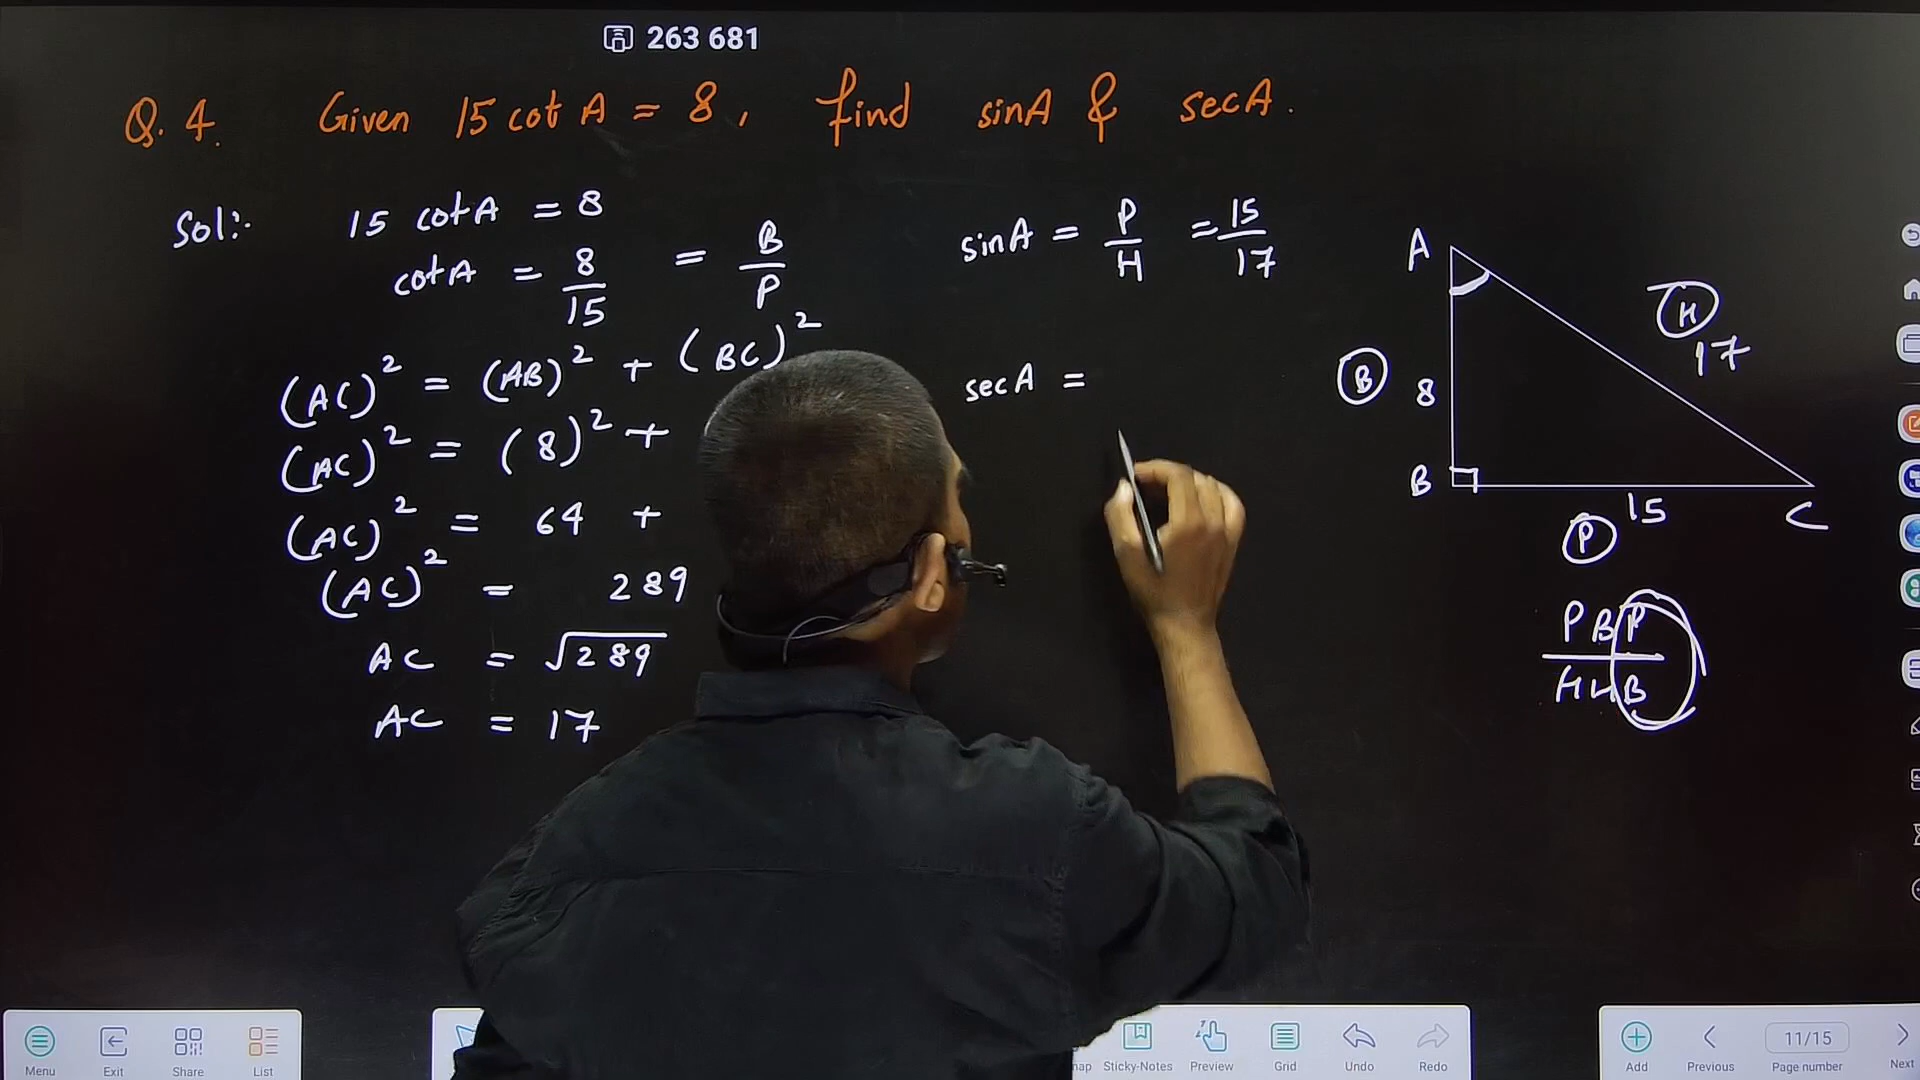 263 681
Q. 4. Given 15 cot A = 8, find sinA & secA.
Sol:- 15 cotA = 8
cotA = 8/15 = B/P
(AC)² = (AB)² + (BC)²
(AC)² = (8)² +
(AC)² = 64 +
(AC)² = 289
AC = √289
AC = 17
sinA = P/H = 15/17
secA =
A
H
17
B
8
B
15
C
P
P B P
H H B
Menu
Exit
Share
List
Sticky-Notes
Preview
Grid
Undo
Redo
Add
Previous
11/15
Page number
Next